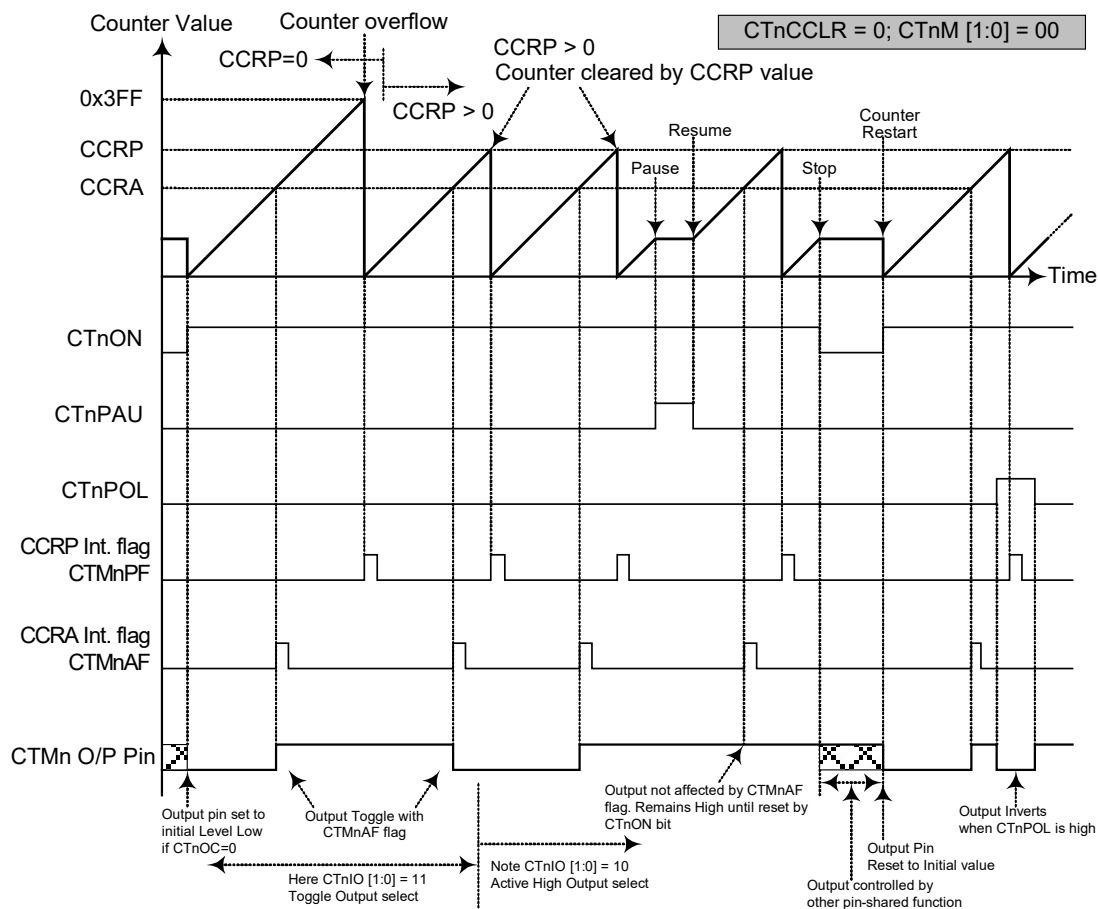 Counter Value
Counter overflow
CTnCCLR = 0; CTnM [1:0] = 00
CCRP=0
CCRP > 0
CCRP > 0
Counter cleared by CCRP value
0x3FF
CCRP
CCRA
Pause
Resume
Stop
Counter
Restart
Time
CTnON
CTnPAU
CTnPOL
CCRP Int. flag
CTMnPF
CCRA Int. flag
CTMnAF
CTMn O/P Pin
Output pin set to
initial Level Low
if CTnOC=0
Output Toggle with
CTMnAF flag
Output not affected by CTMnAF
flag. Remains High until reset by
CTnON bit
Output Inverts
when CTnPOL is high
Output Pin
Reset to Initial value
Here CTnIO [1:0] = 11
Toggle Output select
Note CTnIO [1:0] = 10
Active High Output select
Output controlled by
other pin-shared function